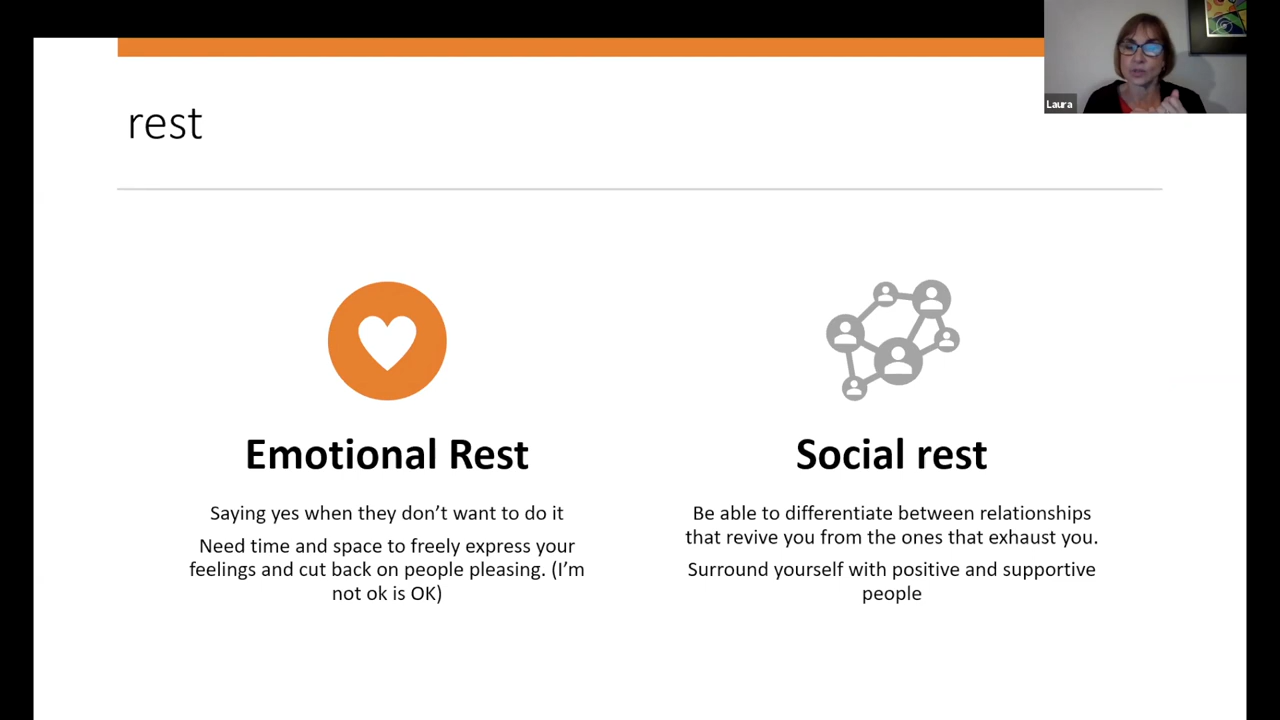 Laura
rest
Emotional Rest
Saying yes when they don’t want to do it
Need time and space to freely express your
feelings and cut back on people pleasing. (I’m
not ok is OK)
Social rest
Be able to differentiate between relationships
that revive you from the ones that exhaust you.
Surround yourself with positive and supportive
people